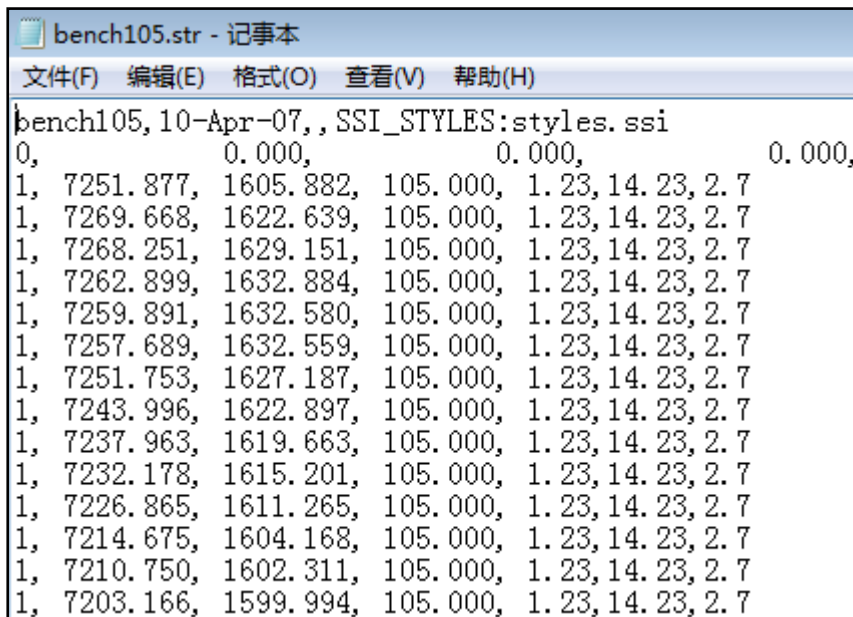 bench105.str - 记事本
文件(F) 编辑(E) 格式(O) 查看(V) 帮助(H)
bench105,10-Apr-07,,SSI_STYLES:styles.ssi
0, 0.000, 0.000, 0.000,
1, 7251.877, 1605.882, 105.000, 1.23,14.23,2.7
1, 7269.668, 1622.639, 105.000, 1.23,14.23,2.7
1, 7268.251, 1629.151, 105.000, 1.23,14.23,2.7
1, 7262.899, 1632.884, 105.000, 1.23,14.23,2.7
1, 7259.891, 1632.580, 105.000, 1.23,14.23,2.7
1, 7257.689, 1632.559, 105.000, 1.23,14.23,2.7
1, 7251.753, 1627.187, 105.000, 1.23,14.23,2.7
1, 7243.996, 1622.897, 105.000, 1.23,14.23,2.7
1, 7237.963, 1619.663, 105.000, 1.23,14.23,2.7
1, 7232.178, 1615.201, 105.000, 1.23,14.23,2.7
1, 7226.865, 1611.265, 105.000, 1.23,14.23,2.7
1, 7214.675, 1604.168, 105.000, 1.23,14.23,2.7
1, 7210.750, 1602.311, 105.000, 1.23,14.23,2.7
1, 7203.166, 1599.994, 105.000, 1.23,14.23,2.7